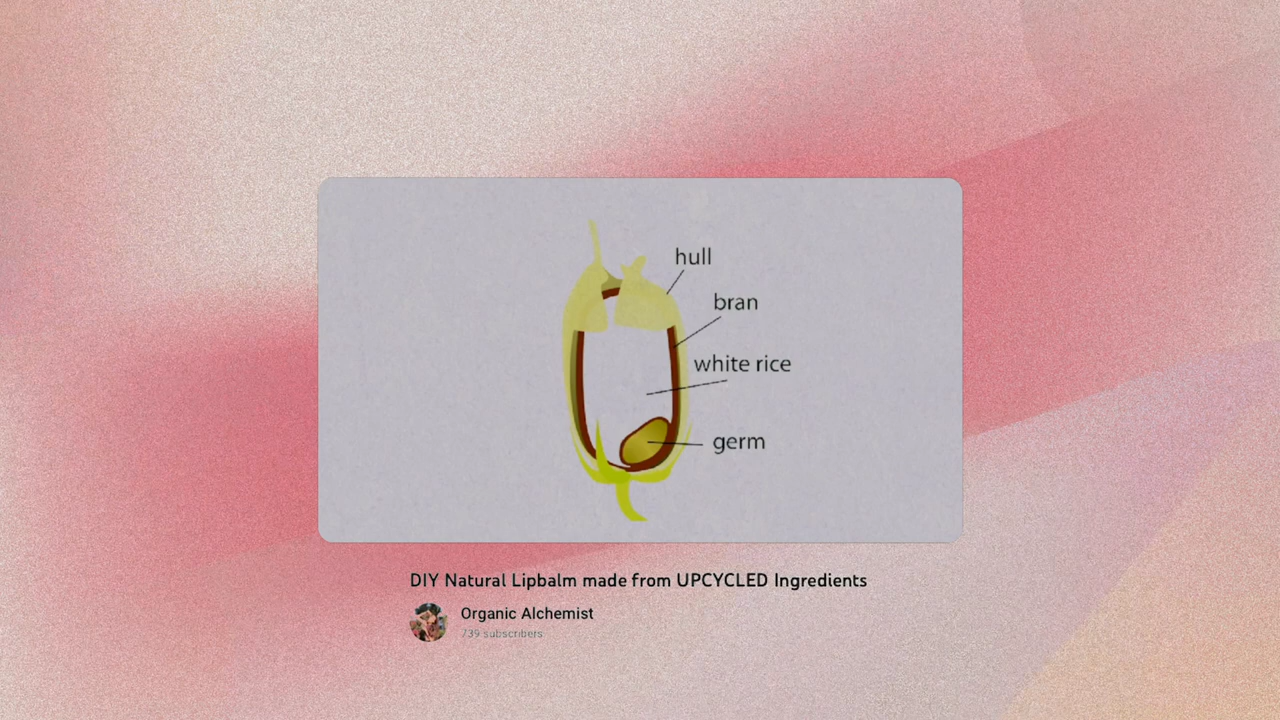 hull
bran
white rice
germ
DIY Natural Lipbalm made from UPCYCLED Ingredients
Organic Alchemist
739 subscribers